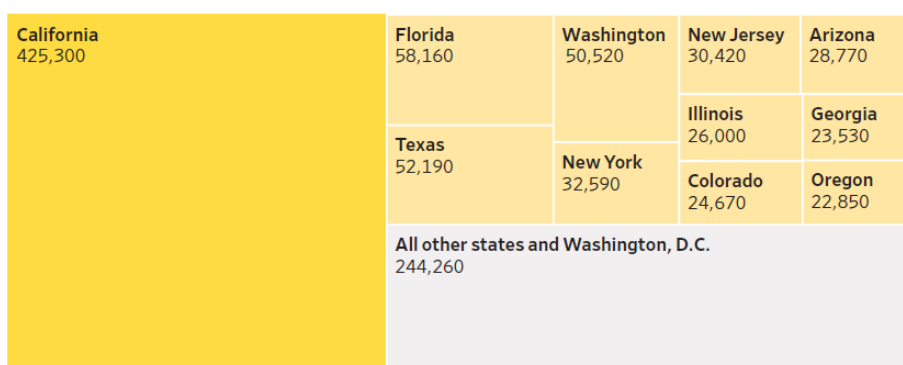 California
425,300
Florida
58,160
Texas
52,190
Washington
50,520
New York
32,590
New Jersey
30,420
Arizona
28,770
Illinois
26,000
Georgia
23,530
Colorado
24,670
Oregon
22,850
All other states and Washington, D.C.
244,260